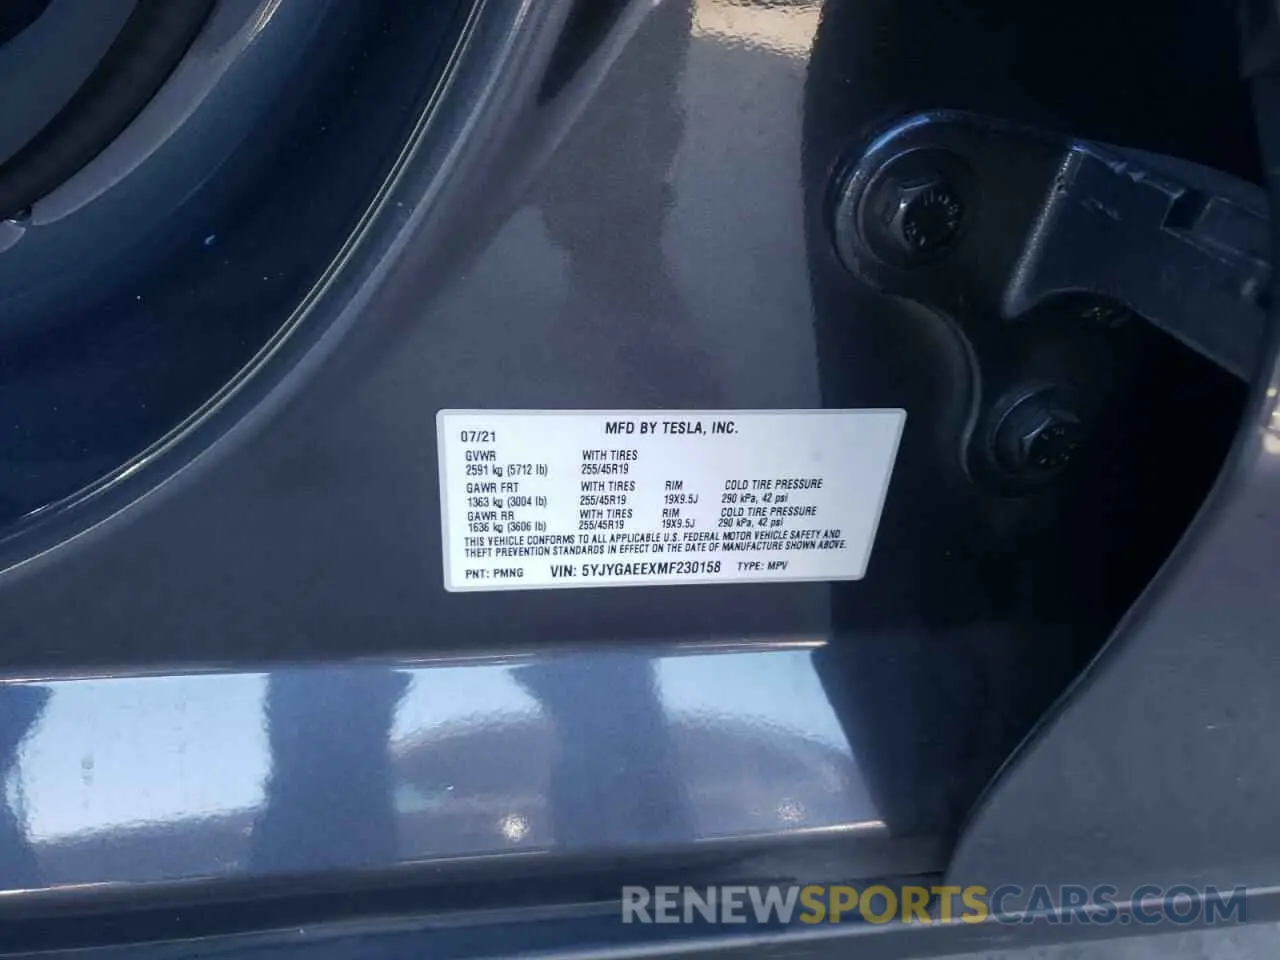 07/21 MFD BY TESLA, INC.
GVWR WITH TIRES
2591 kg (5712 lb) 255/45R19
GAWR FRT WITH TIRES RIM COLD TIRE PRESSURE
1363 kg (3004 lb) 255/45R19 19X9.5J 290 kPa, 42 psi
GAWR RR WITH TIRES RIM COLD TIRE PRESSURE
1636 kg (3606 lb) 255/45R19 19X9.5J 290 kPa, 42 psi
THIS VEHICLE CONFORMS TO ALL APPLICABLE U.S. FEDERAL MOTOR VEHICLE SAFETY AND
THEFT PREVENTION STANDARDS IN EFFECT ON THE DATE OF MANUFACTURE SHOWN ABOVE.
PNT: PMNG VIN: 5YJYGAEEXMF230158 TYPE: MPV
RENEWSPORTSCARS.COM